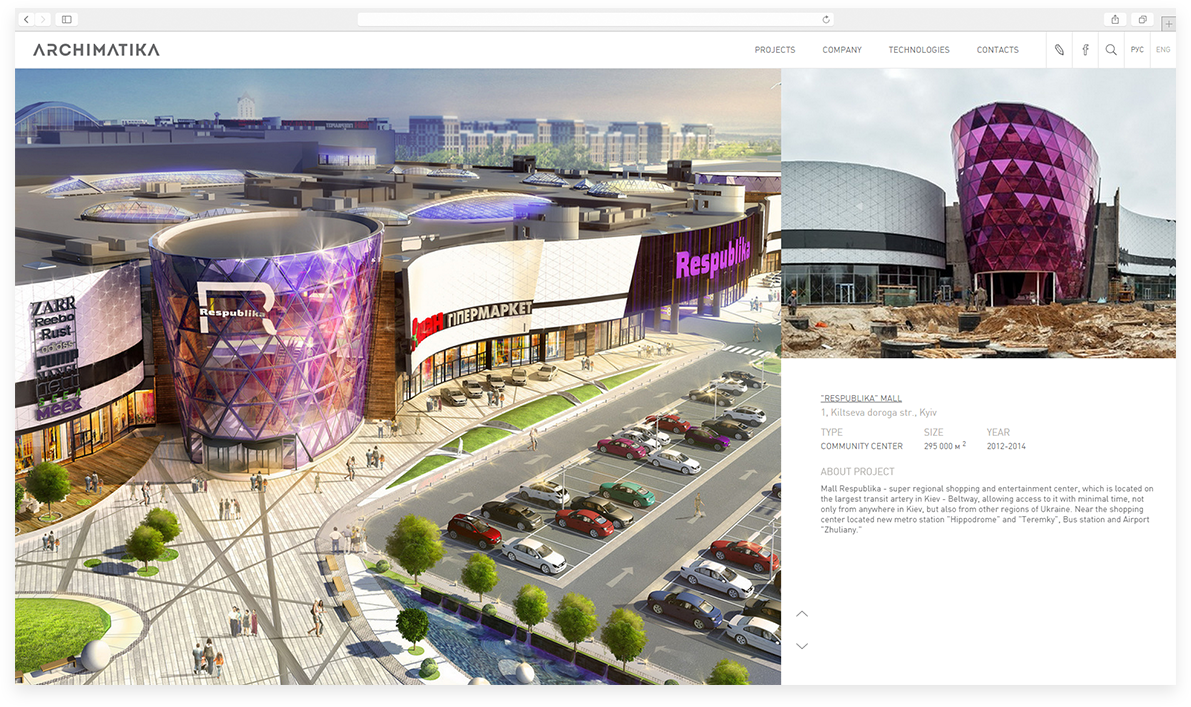 ARCHIMATIKA
PROJECTS
COMPANY
TECHNOLOGIES
CONTACTS
РУС
ENG
Respublika
Respublika
ГІПЕРМАРКЕТ
ZARR
Reebo
Rust
adidas
MEEX
"RESPUBLIKA" MALL
1, Kiltseva doroga str., Kyiv
TYPE SIZE YEAR
COMMUNITY CENTER 295 000 м 2 2012-2014
ABOUT PROJECT
Mall Respublika - super regional shopping and entertainment center, which is located on
the largest transit artery in Kiev - Beltway, allowing access to it with minimal time, not
only from anywhere in Kiev, but also from other regions of Ukraine. Near the shopping
center located new metro station "Hippodrome" and "Teremky", Bus station and Airport
"Zhuliany."